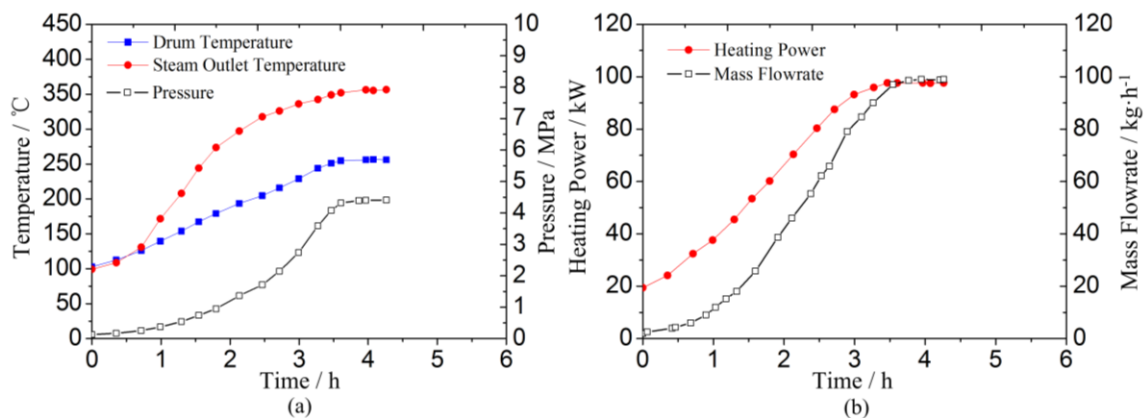 450
400
350
300
250
200
150
100
50
0
Temperature / ℃
Drum Temperature
Steam Outlet Temperature
Pressure
10
9
8
7
6
5
4
3
2
1
0
Pressure / MPa
0 1 2 3 4 5 6
Time / h
(a)
120
100
80
60
40
20
0
Heating Power / kW
Heating Power
Mass Flowrate
120
100
80
60
40
20
0
Mass Flowrate / kg·h⁻¹
0 1 2 3 4 5 6
Time / h
(b)